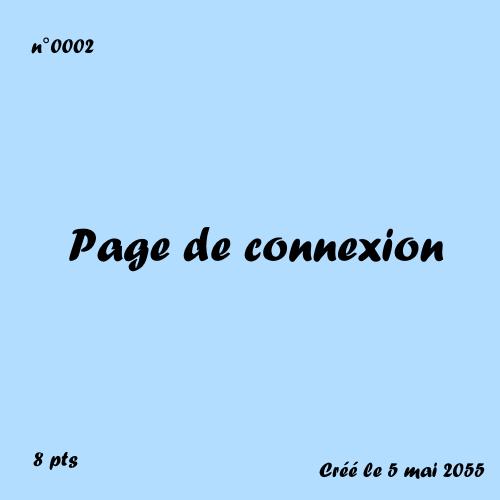 n°0002
Page de connexion
8 pts
Créé le 5 mai 2055